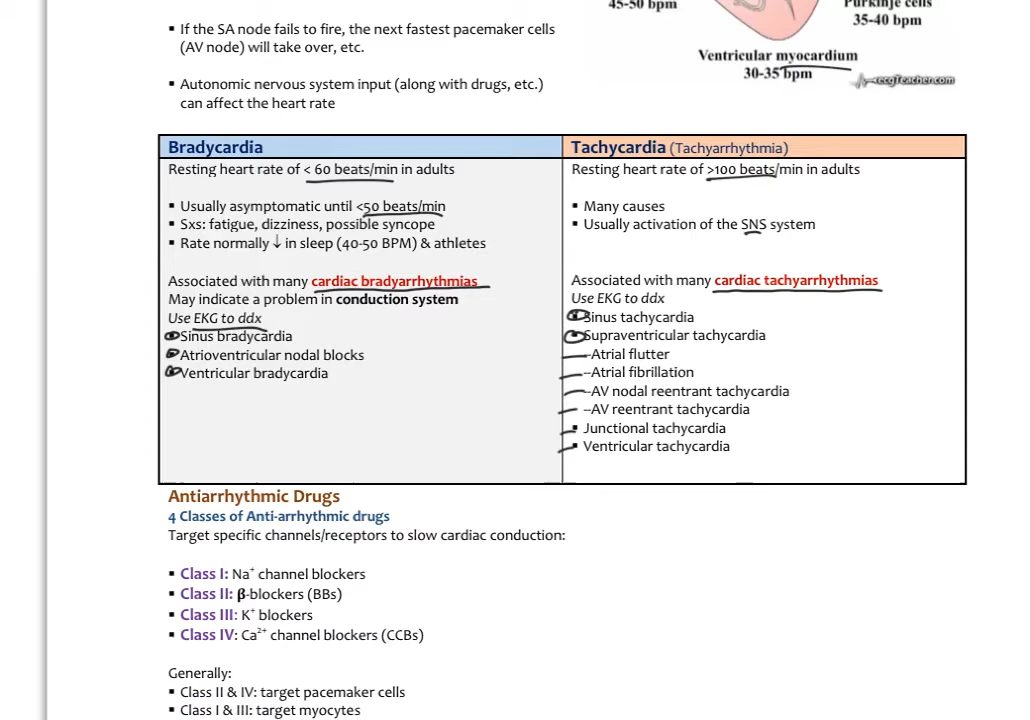 45-50 bpm
Purkinje cells
35-40 bpm
▪ If the SA node fails to fire, the next fastest pacemaker cells
(AV node) will take over, etc.
Ventricular myocardium
30-35 bpm
▪ Autonomic nervous system input (along with drugs, etc.)
can affect the heart rate
Bradycardia
Resting heart rate of < 60 beats/min in adults
▪ Usually asymptomatic until <50 beats/min
▪ Sxs: fatigue, dizziness, possible syncope
▪ Rate normally ↓ in sleep (40-50 BPM) & athletes
Associated with many cardiac bradyarrhythmias
May indicate a problem in conduction system
Use EKG to ddx
▪ Sinus bradycardia
▪ Atrioventricular nodal blocks
▪ Ventricular bradycardia
Tachycardia (Tachyarrhythmia)
Resting heart rate of >100 beats/min in adults
▪ Many causes
▪ Usually activation of the SNS system
Associated with many cardiac tachyarrhythmias
Use EKG to ddx
▪ Sinus tachycardia
▪ Supraventricular tachycardia
--Atrial flutter
--Atrial fibrillation
--AV nodal reentrant tachycardia
--AV reentrant tachycardia
▪ Junctional tachycardia
▪ Ventricular tachycardia
Antiarrhythmic Drugs
4 Classes of Anti-arrhythmic drugs
Target specific channels/receptors to slow cardiac conduction:
▪ Class I: Na⁺ channel blockers
▪ Class II: β-blockers (BBs)
▪ Class III: K⁺ blockers
▪ Class IV: Ca²⁺ channel blockers (CCBs)
Generally:
▪ Class II & IV: target pacemaker cells
▪ Class I & III: target myocytes